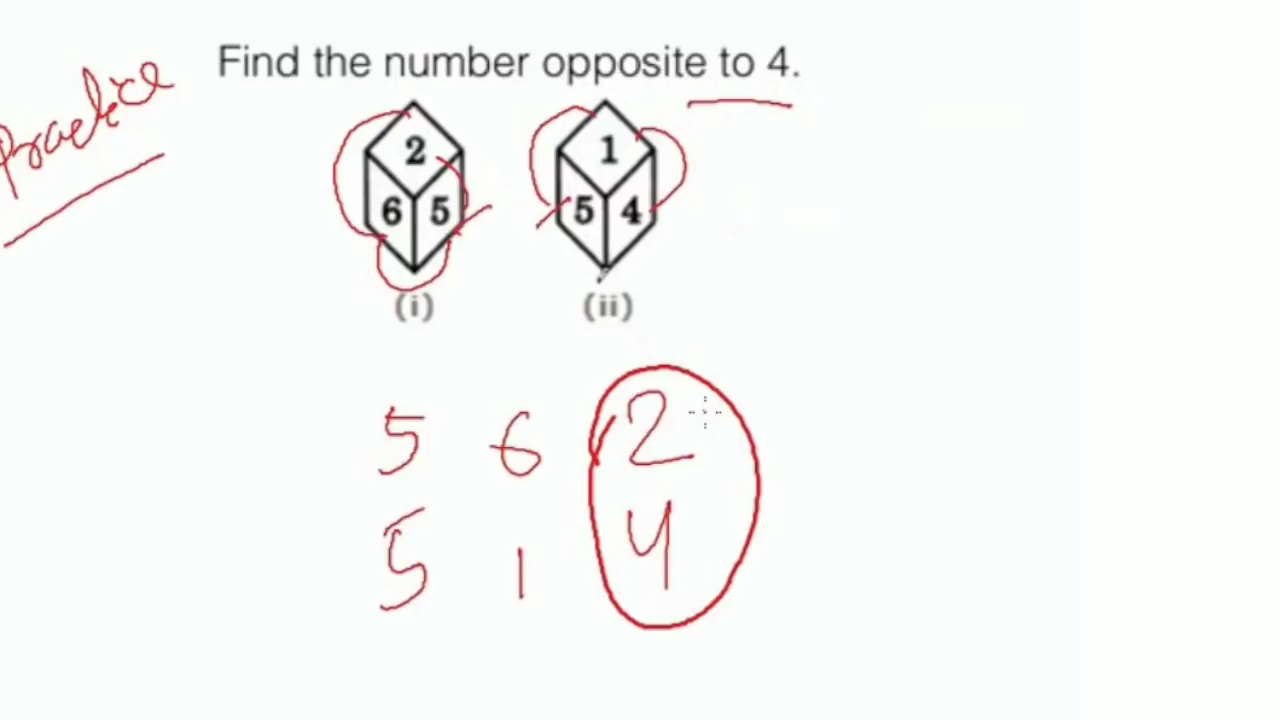 Find the number opposite to 4.
Practice
2 1
6 5 5 4
(i) (ii)
5 6 2
5 1 4